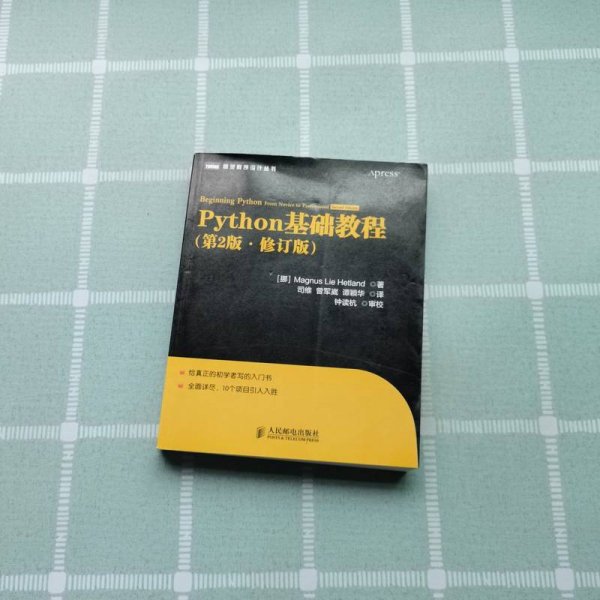 图灵程序设计丛书
Apress®
Beginning Python From Novice to Professional Second Edition
Python基础教程
(第2版·修订版)
[挪] Magnus Lie Hetland 著
司维 曾军崴 谭颖华 译
钟读杭 审校
给真正的初学者写的入门书
全面详尽，10个项目引人入胜
人民邮电出版社
POSTS & TELECOM PRESS